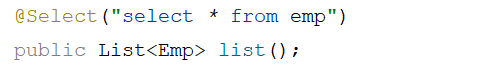 @Select("select * from emp")
public List<Emp> list();